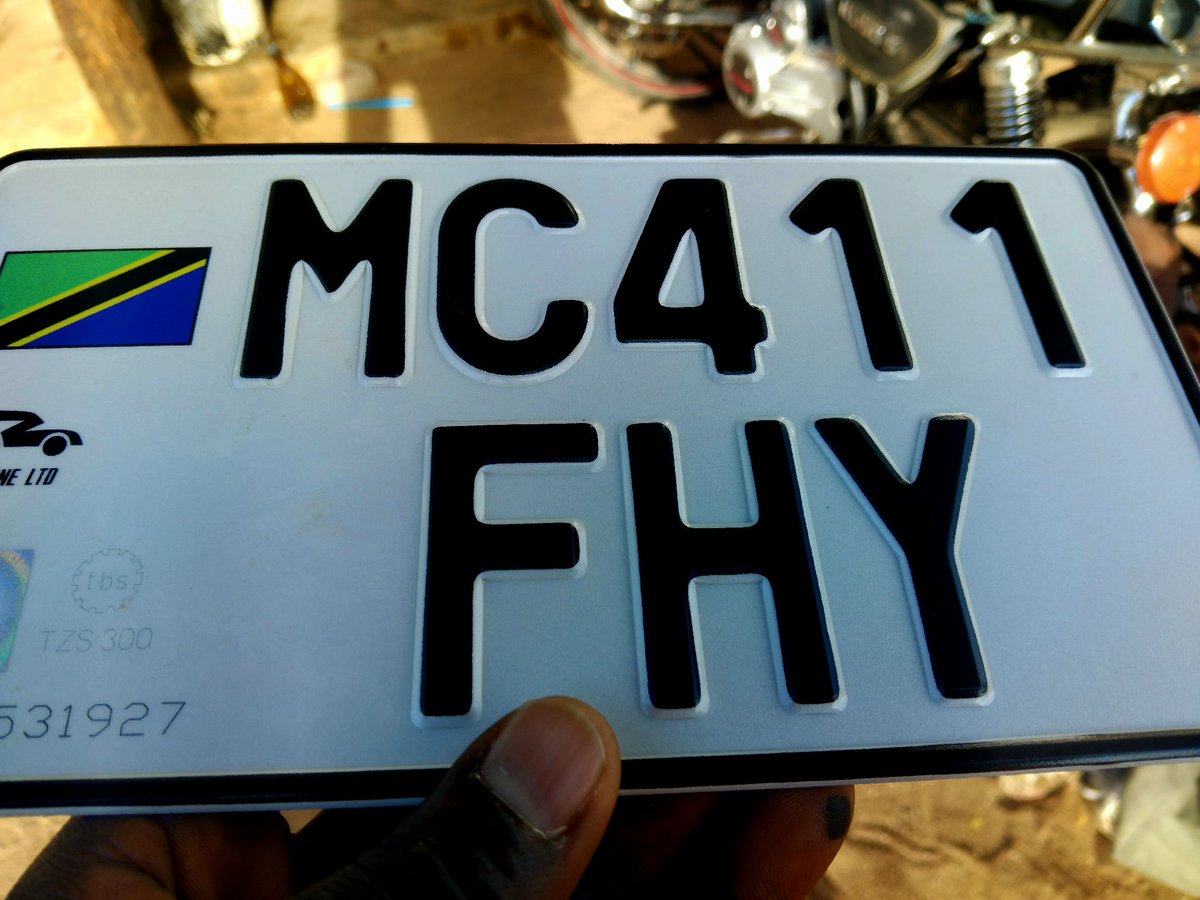 MC411
FHY
NE LTD
tbs
TZS:300
531927